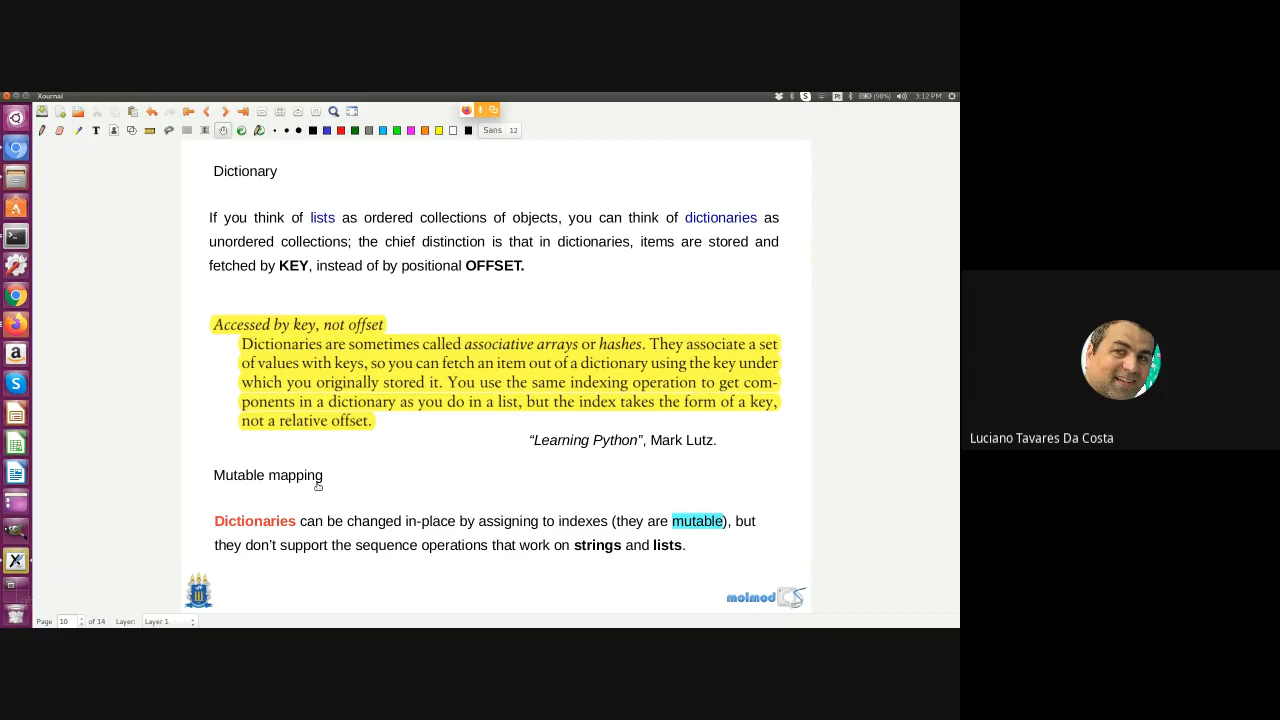 Xournal
Pt
(98%)
3:12 PM
Sans 12
Dictionary
If you think of lists as ordered collections of objects, you can think of dictionaries as
unordered collections; the chief distinction is that in dictionaries, items are stored and
fetched by KEY, instead of by positional OFFSET.
Accessed by key, not offset
Dictionaries are sometimes called associative arrays or hashes. They associate a set
of values with keys, so you can fetch an item out of a dictionary using the key under
which you originally stored it. You use the same indexing operation to get com-
ponents in a dictionary as you do in a list, but the index takes the form of a key,
not a relative offset.
“Learning Python”, Mark Lutz.
Mutable mapping
Dictionaries can be changed in-place by assigning to indexes (they are mutable), but
they don’t support the sequence operations that work on strings and lists.
molmod
Page 10 of 14 Layer: Layer 1
Luciano Tavares Da Costa